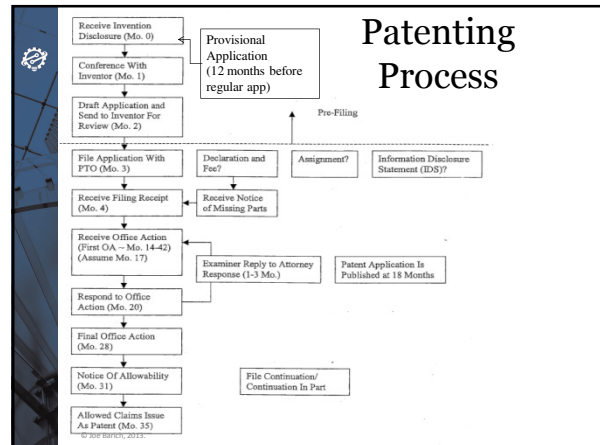 Patenting
Process
Receive Invention
Disclosure (Mo. 0)
Provisional
Application
(12 months before
regular app)
Conference With
Inventor (Mo. 1)
Draft Application and
Send to Inventor For
Review (Mo. 2)
Pre-Filing
File Application With
PTO (Mo. 3)
Declaration and
Fee?
Assignment?
Information Disclosure
Statement (IDS)?
Receive Filing Receipt
(Mo. 4)
Receive Notice
of Missing Parts
Receive Office Action
(First OA ~ Mo. 14-42)
(Assume Mo. 17)
Examiner Reply to Attorney
Response (1-3 Mo.)
Patent Application Is
Published at 18 Months
Respond to Office
Action (Mo. 20)
Final Office Action
(Mo. 28)
Notice Of Allowability
(Mo. 31)
File Continuation/
Continuation In Part
Allowed Claims Issue
As Patent (Mo. 35)
© Joe Barich, 2013.